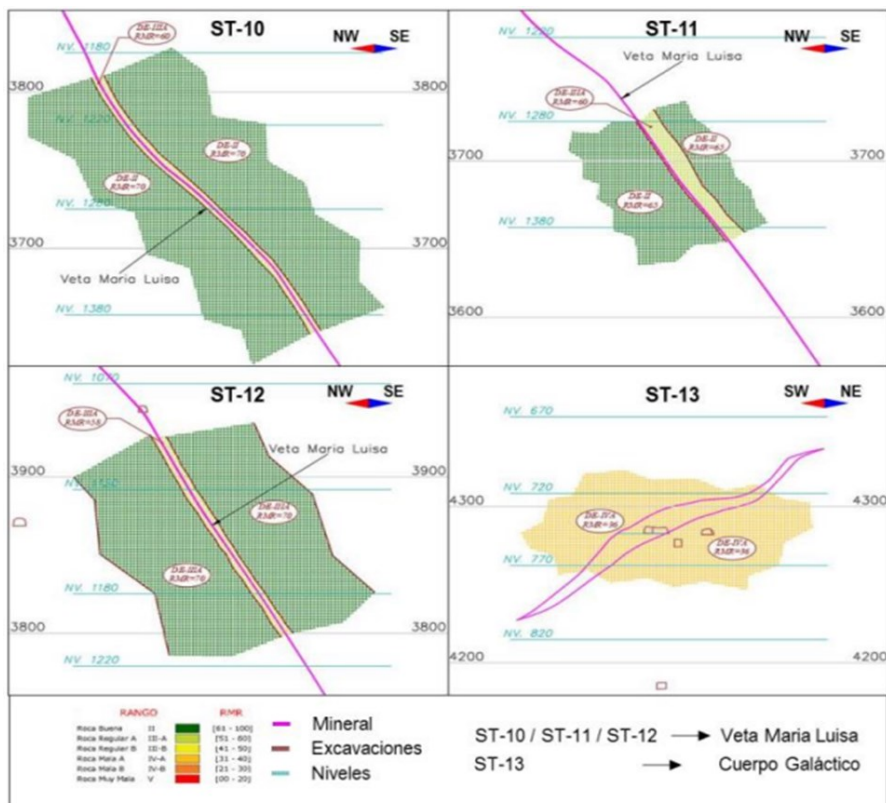 ST-10
NW SE
NV. 1180
DE-IIIA
RMR=60
3800
3800
NV. 1220
DE-II
RMR=70
DE-II
RMR=70
NV. 1280
3700
3700
Veta Maria Luisa
NV. 1380
ST-11
NW SE
NV. 1220
Veta Maria Luisa
DE-IIIA
RMR=60
NV. 1280
DE-II
RMR=65
3700
3700
DE-II
RMR=65
NV. 1380
3600
3600
ST-12
NW SE
NV. 1070
DE-IIIA
RMR=58
Veta Maria Luisa
3900
3900
DE-IIIA
RMR=70
DE-IIIA
RMR=70
NV. 1180
3800
3800
NV. 1220
ST-13
SW NE
NV. 670
NV. 720
4300
4300
DE-IVA
RMR=36
DE-IVA
RMR=36
NV. 770
NV. 820
4200
4200
RANGO RMR
Roca Buena II [61 - 100]
Roca Regular A III-A [51 - 60]
Roca Regular B III-B [41 - 50]
Roca Mala A IV-A [31 - 40]
Roca Mala B IV-B [21 - 30]
Roca Muy Mala V [00 - 20]
Mineral
Excavaciones
Niveles
ST-10 / ST-11 / ST-12 Veta Maria Luisa
ST-13 Cuerpo Galáctico